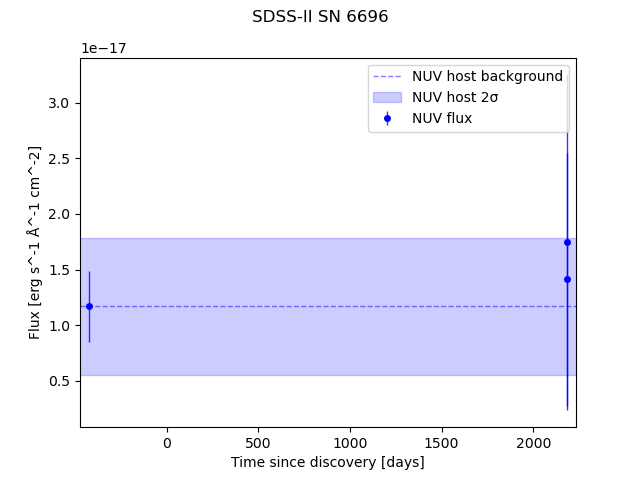 SDSS-II SN 6696
1e−17
NUV host background
NUV host 2σ
NUV flux
3.0
2.5
2.0
1.5
1.0
0.5
Flux [erg s^-1 Å^-1 cm^-2]
0 500 1000 1500 2000
Time since discovery [days]